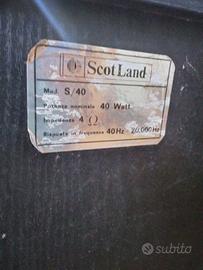 ScotLand
Mod. S/40
Potenza nominale 40 Watt
Impedenza 4 Ω
Risposta in frequenza 40Hz - 20.000Hz
subito